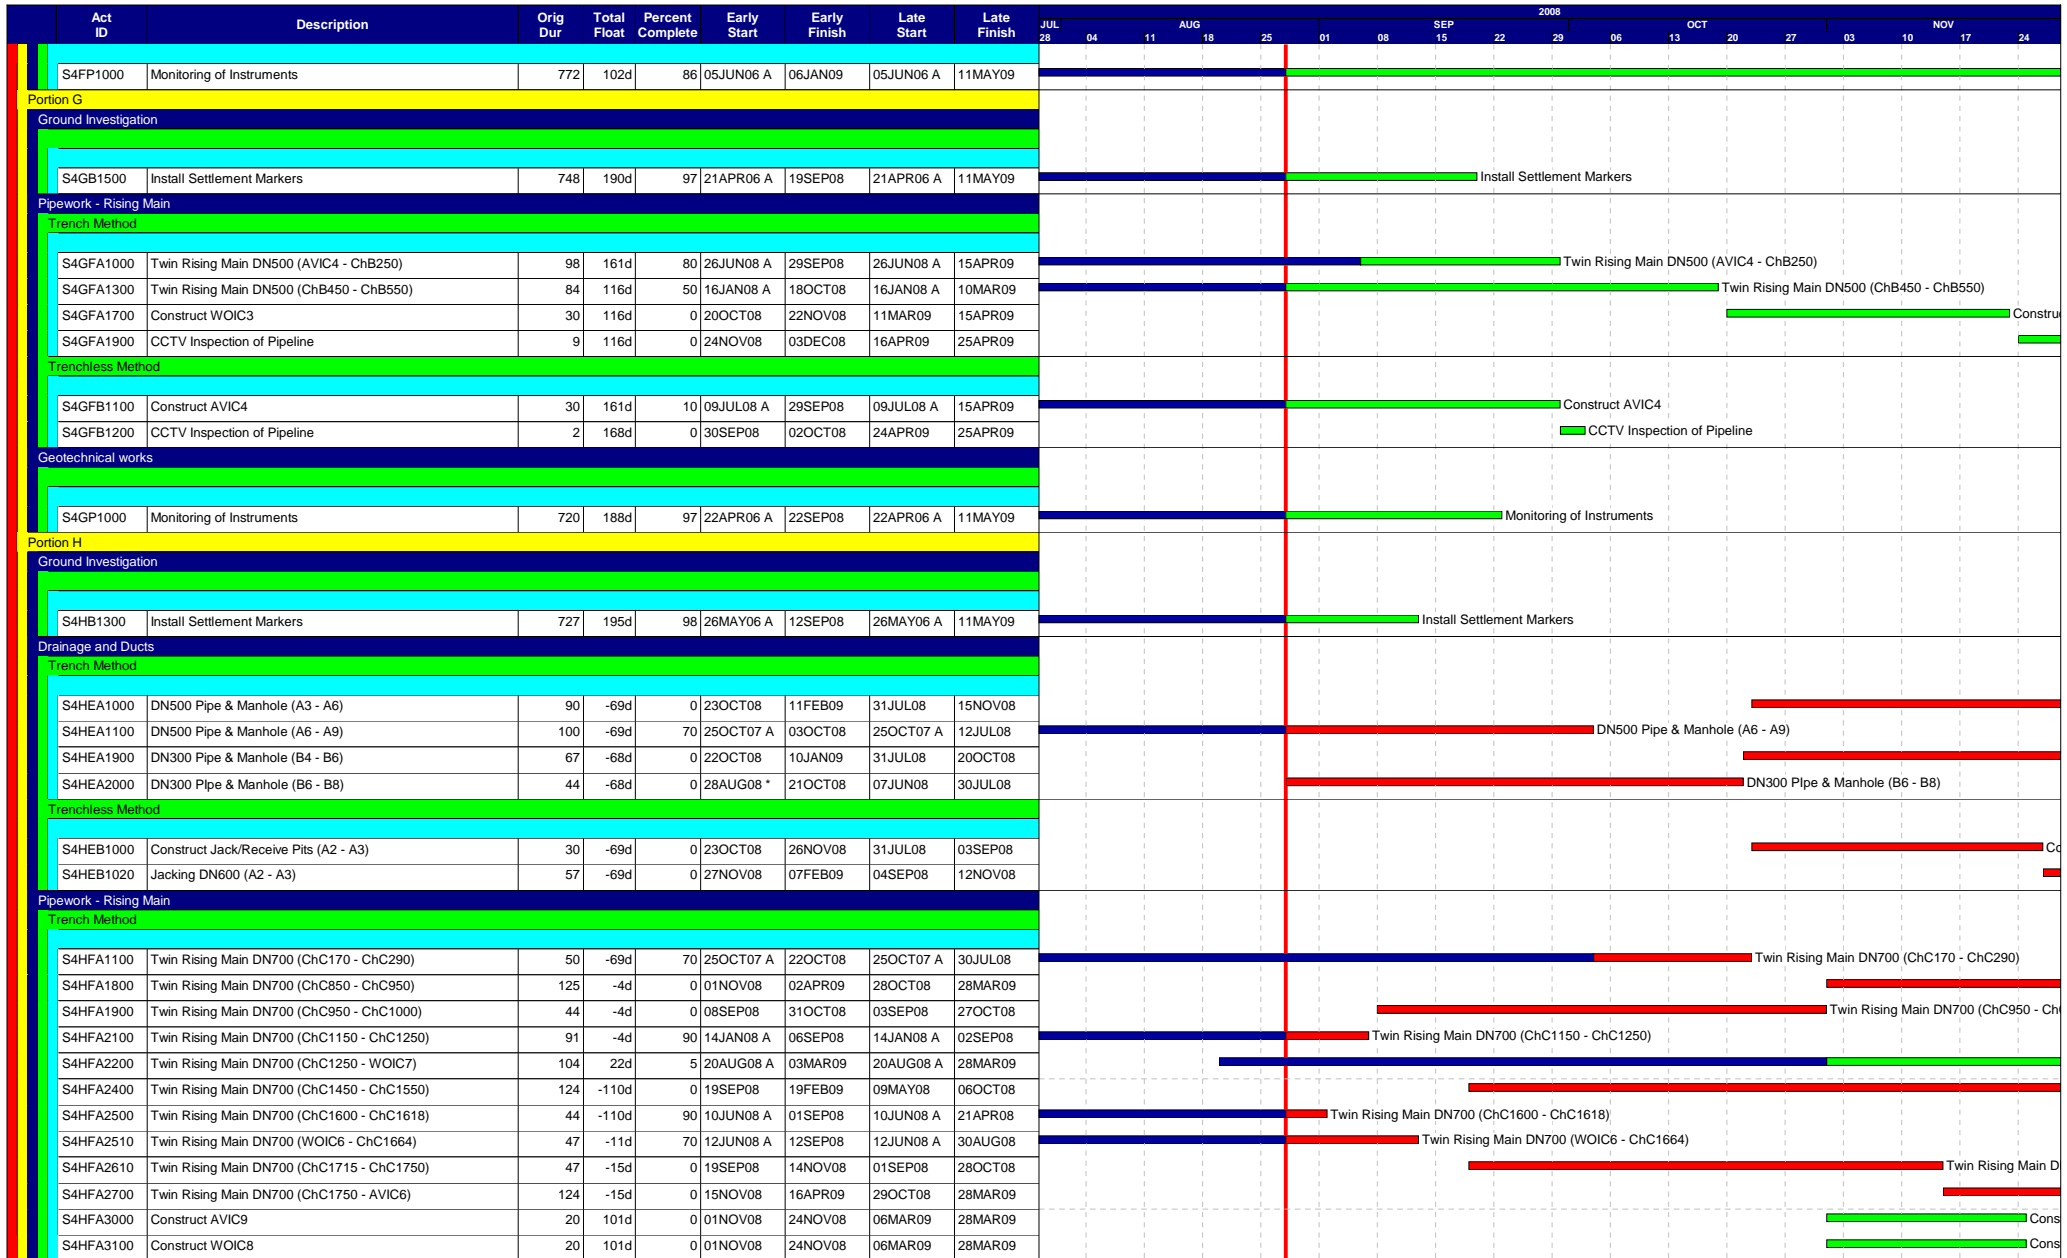 Act ID Description Orig Dur Total Float Percent Complete Early Start Early Finish Late Start Late Finish
2008
JUL AUG SEP OCT NOV
28 04 11 18 25 01 08 15 22 29 06 13 20 27 03 10 17 24
S4FP1000 Monitoring of Instruments 772 102d 86 05JUN06 A 06JAN09 05JUN06 A 11MAY09
Portion G
Ground Investigation
S4GB1500 Install Settlement Markers 748 190d 97 21APR06 A 19SEP08 21APR06 A 11MAY09 Install Settlement Markers
Pipework - Rising Main
Trench Method
S4GFA1000 Twin Rising Main DN500 (AVIC4 - ChB250) 98 161d 80 26JUN08 A 29SEP08 26JUN08 A 15APR09 Twin Rising Main DN500 (AVIC4 - ChB250)
S4GFA1300 Twin Rising Main DN500 (ChB450 - ChB550) 84 116d 50 16JAN08 A 18OCT08 16JAN08 A 10MAR09 Twin Rising Main DN500 (ChB450 - ChB550)
S4GFA1700 Construct WOIC3 30 116d 0 20OCT08 22NOV08 11MAR09 15APR09 Constru
S4GFA1900 CCTV Inspection of Pipeline 9 116d 0 24NOV08 03DEC08 16APR09 25APR09
Trenchless Method
S4GFB1100 Construct AVIC4 30 161d 10 09JUL08 A 29SEP08 09JUL08 A 15APR09 Construct AVIC4
S4GFB1200 CCTV Inspection of Pipeline 2 168d 0 30SEP08 02OCT08 24APR09 25APR09 CCTV Inspection of Pipeline
Geotechnical works
S4GP1000 Monitoring of Instruments 720 188d 97 22APR06 A 22SEP08 22APR06 A 11MAY09 Monitoring of Instruments
Portion H
Ground Investigation
S4HB1300 Install Settlement Markers 727 195d 98 26MAY06 A 12SEP08 26MAY06 A 11MAY09 Install Settlement Markers
Drainage and Ducts
Trench Method
S4HEA1000 DN500 Pipe & Manhole (A3 - A6) 90 -69d 0 23OCT08 11FEB09 31JUL08 15NOV08
S4HEA1100 DN500 Pipe & Manhole (A6 - A9) 100 -69d 70 25OCT07 A 03OCT08 25OCT07 A 12JUL08 DN500 Pipe & Manhole (A6 - A9)
S4HEA1900 DN300 Pipe & Manhole (B4 - B6) 67 -68d 0 22OCT08 10JAN09 31JUL08 20OCT08
S4HEA2000 DN300 PIpe & Manhole (B6 - B8) 44 -68d 0 28AUG08 * 21OCT08 07JUN08 30JUL08 DN300 PIpe & Manhole (B6 - B8)
Trenchless Method
S4HEB1000 Construct Jack/Receive Pits (A2 - A3) 30 -69d 0 23OCT08 26NOV08 31JUL08 03SEP08 Co
S4HEB1020 Jacking DN600 (A2 - A3) 57 -69d 0 27NOV08 07FEB09 04SEP08 12NOV08
Pipework - Rising Main
Trench Method
S4HFA1100 Twin Rising Main DN700 (ChC170 - ChC290) 50 -69d 70 25OCT07 A 22OCT08 25OCT07 A 30JUL08 Twin Rising Main DN700 (ChC170 - ChC290)
S4HFA1800 Twin Rising Main DN700 (ChC850 - ChC950) 125 -4d 0 01NOV08 02APR09 28OCT08 28MAR09
S4HFA1900 Twin Rising Main DN700 (ChC950 - ChC1000) 44 -4d 0 08SEP08 31OCT08 03SEP08 27OCT08 Twin Rising Main DN700 (ChC950 - Ch
S4HFA2100 Twin Rising Main DN700 (ChC1150 - ChC1250) 91 -4d 90 14JAN08 A 06SEP08 14JAN08 A 02SEP08 Twin Rising Main DN700 (ChC1150 - ChC1250)
S4HFA2200 Twin Rising Main DN700 (ChC1250 - WOIC7) 104 22d 5 20AUG08 A 03MAR09 20AUG08 A 28MAR09
S4HFA2400 Twin Rising Main DN700 (ChC1450 - ChC1550) 124 -110d 0 19SEP08 19FEB09 09MAY08 06OCT08
S4HFA2500 Twin Rising Main DN700 (ChC1600 - ChC1618) 44 -110d 90 10JUN08 A 01SEP08 10JUN08 A 21APR08 Twin Rising Main DN700 (ChC1600 - ChC1618)
S4HFA2510 Twin Rising Main DN700 (WOIC6 - ChC1664) 47 -11d 70 12JUN08 A 12SEP08 12JUN08 A 30AUG08 Twin Rising Main DN700 (WOIC6 - ChC1664)
S4HFA2610 Twin Rising Main DN700 (ChC1715 - ChC1750) 47 -15d 0 19SEP08 14NOV08 01SEP08 28OCT08 Twin Rising Main D
S4HFA2700 Twin Rising Main DN700 (ChC1750 - AVIC6) 124 -15d 0 15NOV08 16APR09 29OCT08 28MAR09
S4HFA3000 Construct AVIC9 20 101d 0 01NOV08 24NOV08 06MAR09 28MAR09 Cons
S4HFA3100 Construct WOIC8 20 101d 0 01NOV08 24NOV08 06MAR09 28MAR09 Cons